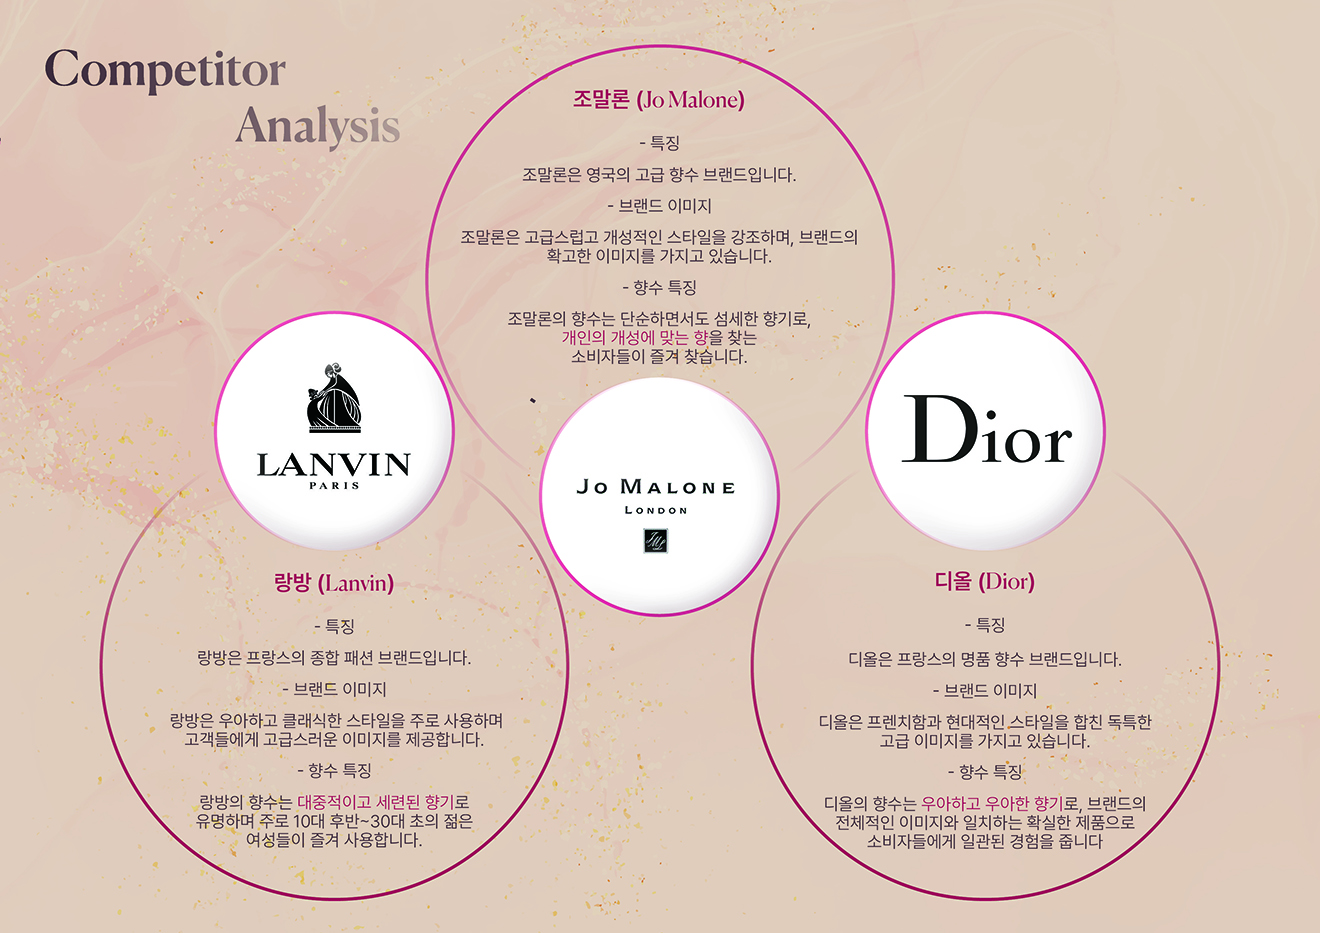 Competitor
Analysis
조말론 (Jo Malone)
- 특징
조말론은 영국의 고급 향수 브랜드입니다.
- 브랜드 이미지
조말론은 고급스럽고 개성적인 스타일을 강조하며, 브랜드의
확고한 이미지를 가지고 있습니다.
- 향수 특징
조말론의 향수는 단순하면서도 섬세한 향기로,
개인의 개성에 맞는 향을 찾는
소비자들이 즐겨 찾습니다.
JO MALONE
LONDON
LANVIN
PARIS
랑방 (Lanvin)
- 특징
랑방은 프랑스의 종합 패션 브랜드입니다.
- 브랜드 이미지
랑방은 우아하고 클래식한 스타일을 주로 사용하며
고객들에게 고급스러운 이미지를 제공합니다.
- 향수 특징
랑방의 향수는 대중적이고 세련된 향기로
유명하며 주로 10대 후반~30대 초의 젊은
여성들이 즐겨 사용합니다.
Dior
디올 (Dior)
- 특징
디올은 프랑스의 명품 향수 브랜드입니다.
- 브랜드 이미지
디올은 프렌치함과 현대적인 스타일을 합친 독특한
고급 이미지를 가지고 있습니다.
- 향수 특징
디올의 향수는 우아하고 우아한 향기로, 브랜드의
전체적인 이미지와 일치하는 확실한 제품으로
소비자들에게 일관된 경험을 줍니다